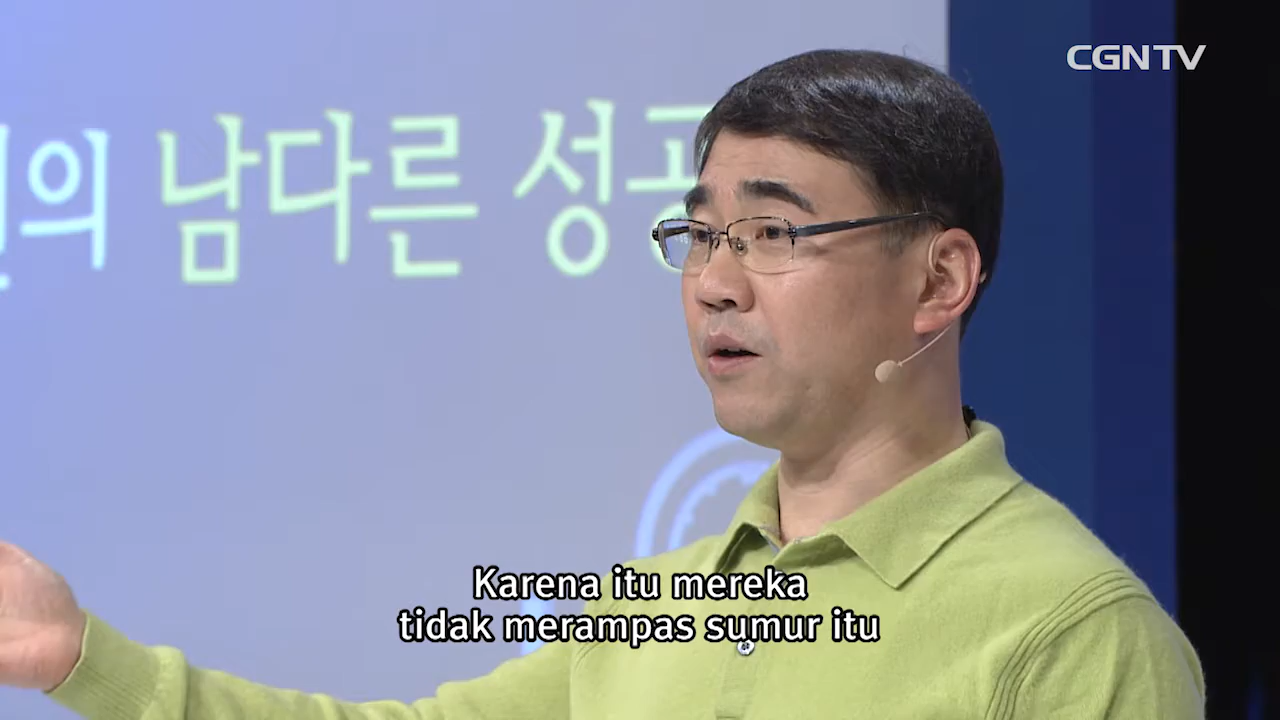 CGNTV
의 남다른 성공
Karena itu mereka
tidak merampas sumur itu